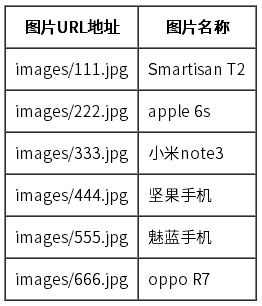 图片URL地址 图片名称
images/111.jpg Smartisan T2
images/222.jpg apple 6s
images/333.jpg 小米note3
images/444.jpg 坚果手机
images/555.jpg 魅蓝手机
images/666.jpg oppo R7